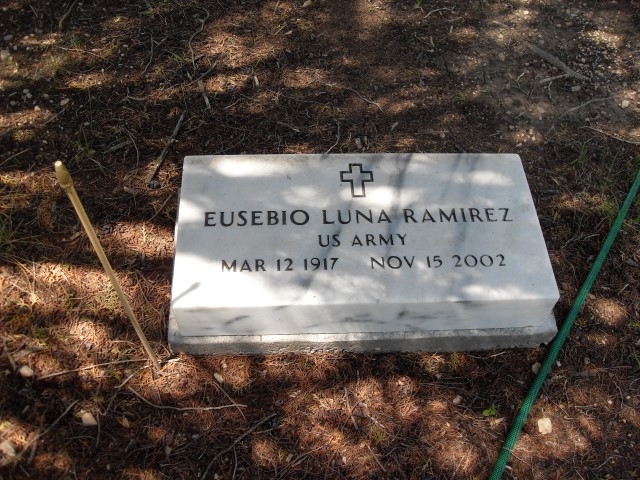 EUSEBIO LUNA RAMIREZ
US ARMY
MAR 12 1917 NOV 15 2002